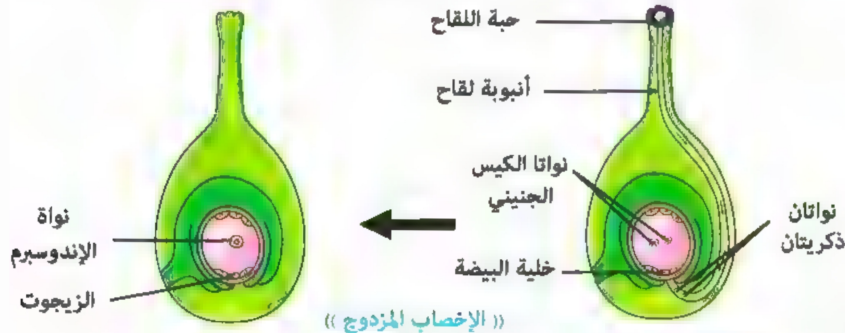 حبة اللقاح
أنبوبة لقاح
نواتا الكيس
الجنيني
نواتان
ذكريتان
خلية البيضة
نواة
الإندوسبرم
الزيجوت
(( الإخصاب المزدوج ))